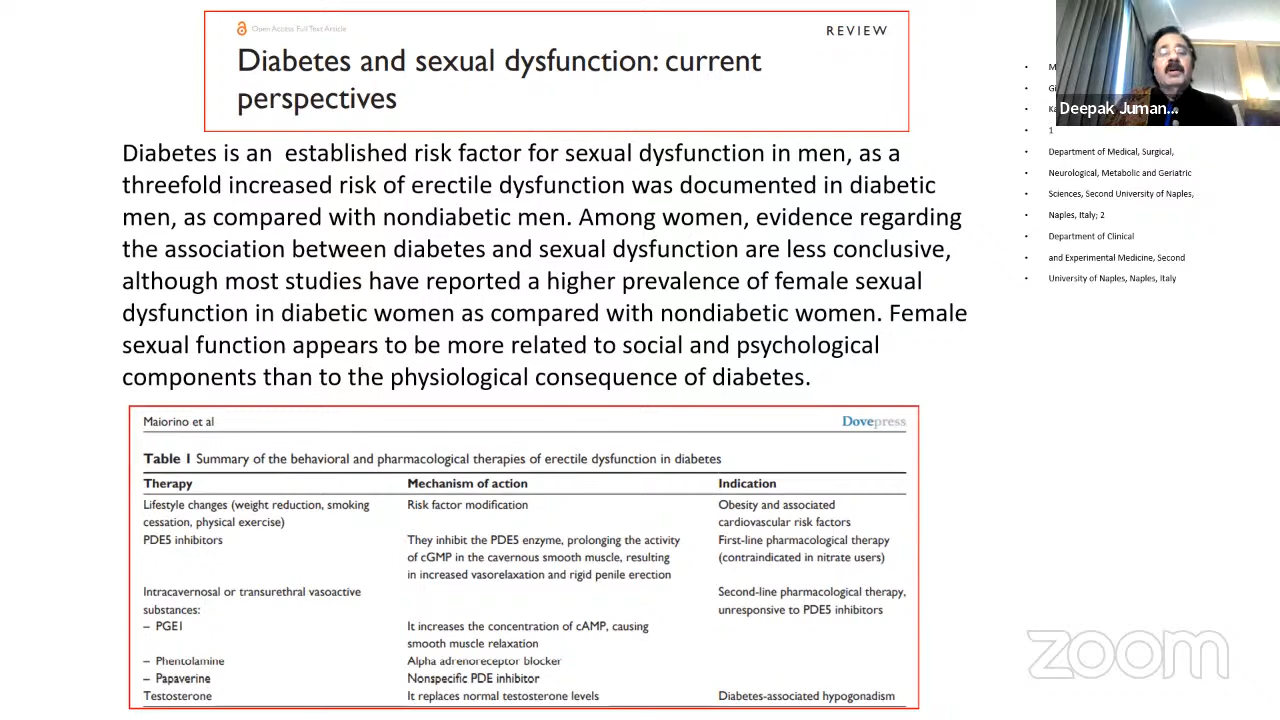 Open Access Full Text Article
REVIEW
Diabetes and sexual dysfunction: current
perspectives
Diabetes is an established risk factor for sexual dysfunction in men, as a
threefold increased risk of erectile dysfunction was documented in diabetic
men, as compared with nondiabetic men. Among women, evidence regarding
the association between diabetes and sexual dysfunction are less conclusive,
although most studies have reported a higher prevalence of female sexual
dysfunction in diabetic women as compared with nondiabetic women. Female
sexual function appears to be more related to social and psychological
components than to the physiological consequence of diabetes.
Maiorino et al
Dovepress
Table 1 Summary of the behavioral and pharmacological therapies of erectile dysfunction in diabetes
Therapy Mechanism of action Indication
Lifestyle changes (weight reduction, smoking Risk factor modification Obesity and associated
cessation, physical exercise) cardiovascular risk factors
PDE5 inhibitors They inhibit the PDE5 enzyme, prolonging the activity First-line pharmacological therapy
of cGMP in the cavernous smooth muscle, resulting (contraindicated in nitrate users)
in increased vasorelaxation and rigid penile erection
Intracavernosal or transurethral vasoactive Second-line pharmacological therapy,
substances: unresponsive to PDE5 inhibitors
– PGE1 It increases the concentration of cAMP, causing
smooth muscle relaxation
– Phentolamine Alpha adrenoreceptor blocker
– Papaverine Nonspecific PDE inhibitor
Testosterone It replaces normal testosterone levels Diabetes-associated hypogonadism
Deepak Juman...
• 1
• Department of Medical, Surgical,
• Neurological, Metabolic and Geriatric
• Sciences, Second University of Naples,
• Naples, Italy; 2
• Department of Clinical
• and Experimental Medicine, Second
• University of Naples, Naples, Italy
zoom